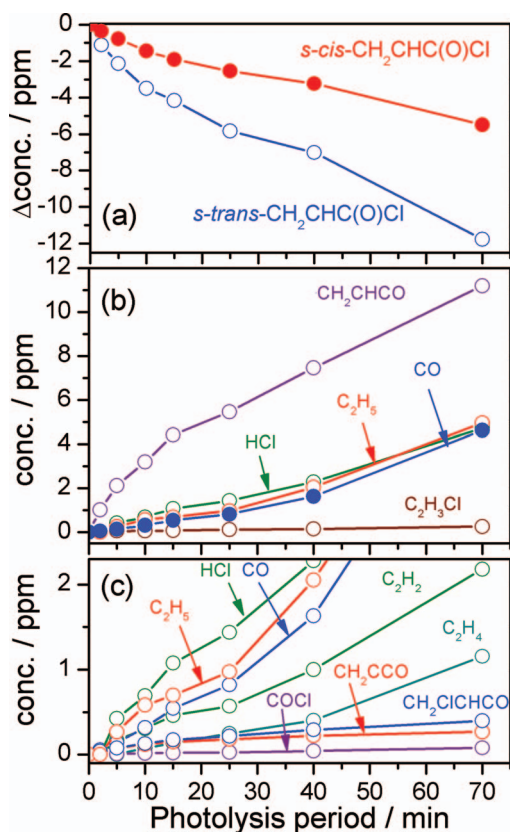 0
-2
-4
-6
-8
-10
-12
Δconc. / ppm
s-cis-CH₂CHC(O)Cl
s-trans-CH₂CHC(O)Cl
(a)
12
10
8
6
4
2
0
conc. / ppm
(b)
CH₂CHCO
CO
C₂H₅
HCl
C₂H₃Cl
2
1
0
conc. / ppm
(c)
HCl
CO
C₂H₂
C₂H₅
C₂H₄
CH₂CCO
CH₂ClCHCO
COCl
0 10 20 30 40 50 60 70
Photolysis period / min